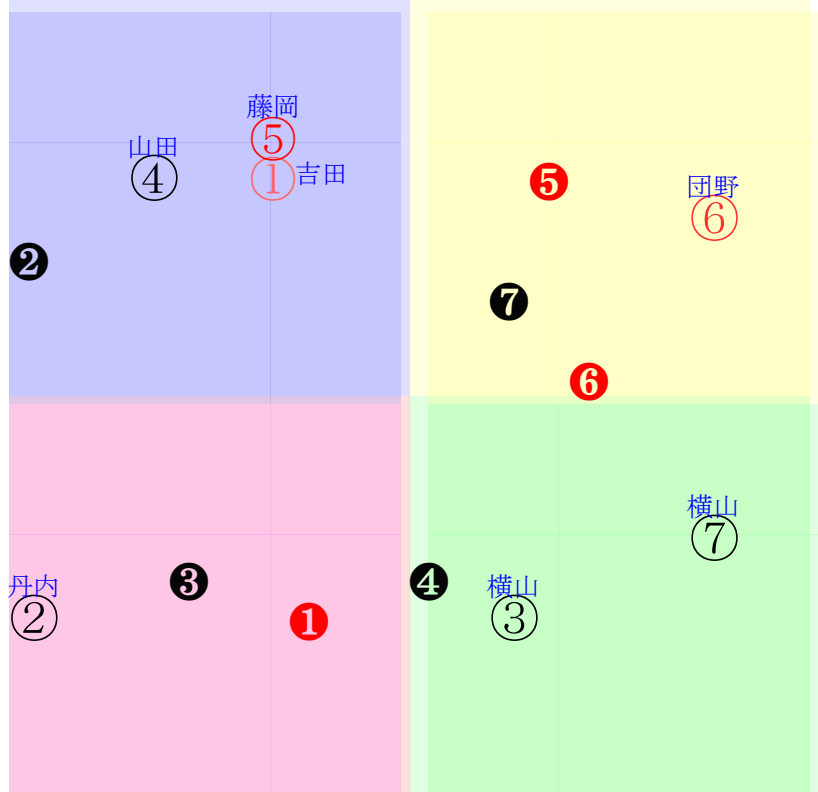 藤岡
⑤
山田
④
① 吉田
❺
団野
⑥
❷
❼
❻
横山
⑦
丹内
②
❸
❶
❹
横山
③